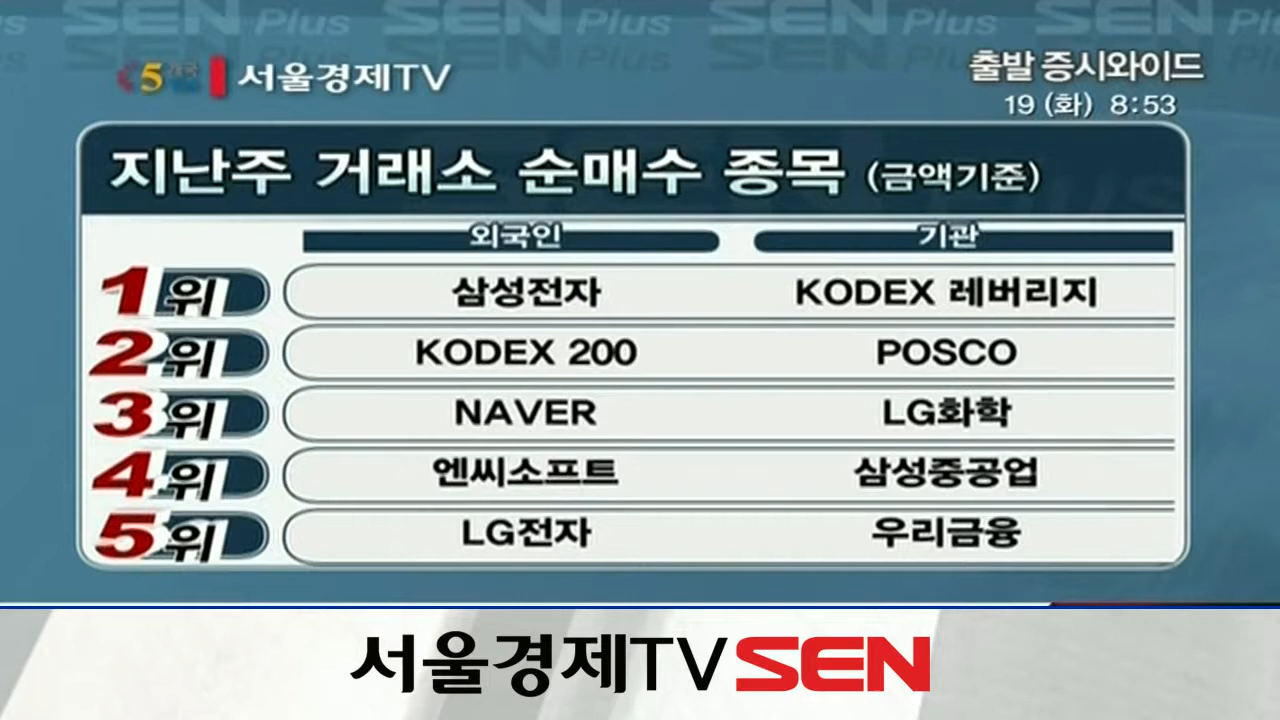 SEN Plus SEN Plus SEN Plus
5 서울경제TV
출발 증시와이드
19 (화) 8:53
지난주 거래소 순매수 종목 (금액기준)
외국인 기관
1위 삼성전자 KODEX 레버리지
2위 KODEX 200 POSCO
3위 NAVER LG화학
4위 엔씨소프트 삼성중공업
5위 LG전자 우리금융
서울경제TV SEN